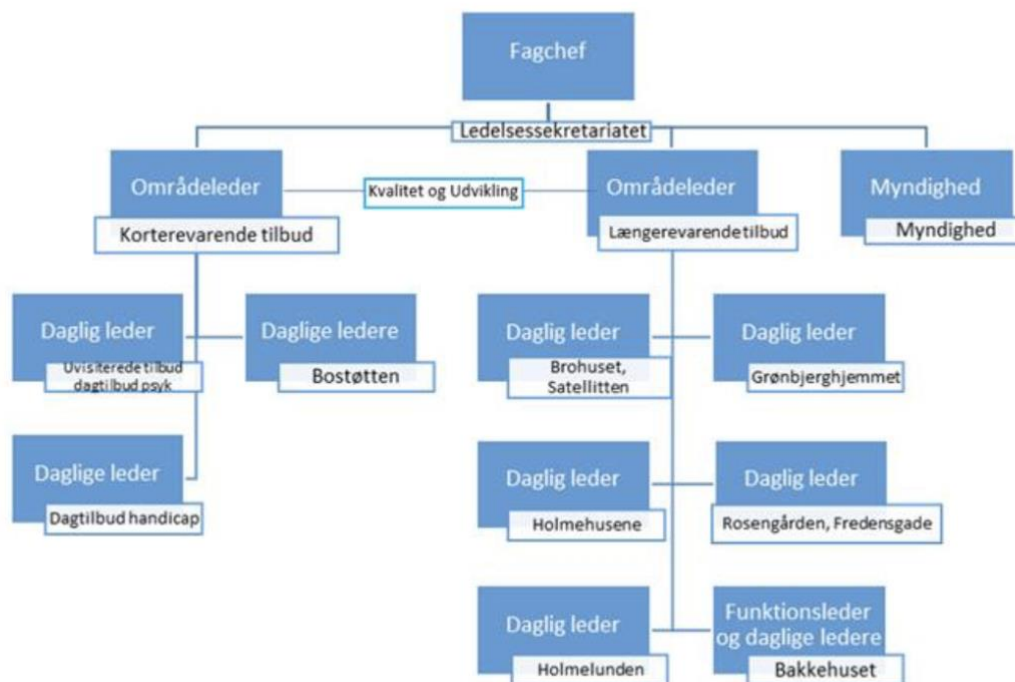 Fagchef
Ledelsessekretariatet
Områdeleder
Korterevarende tilbud
Kvalitet og Udvikling
Områdeleder
Længerevarende tilbud
Myndighed
Myndighed
Daglig leder
Uvisiterede tilbud
dagtilbud psyk
Daglige ledere
Bostøtten
Daglig leder
Brohuset,
Satellitten
Daglig leder
Grønbjerghjemmet
Daglige leder
Dagtilbud handicap
Daglig leder
Holmehusene
Daglig leder
Rosengården, Fredensgade
Daglig leder
Holmelunden
Funktionsleder
og daglige ledere
Bakkehuset